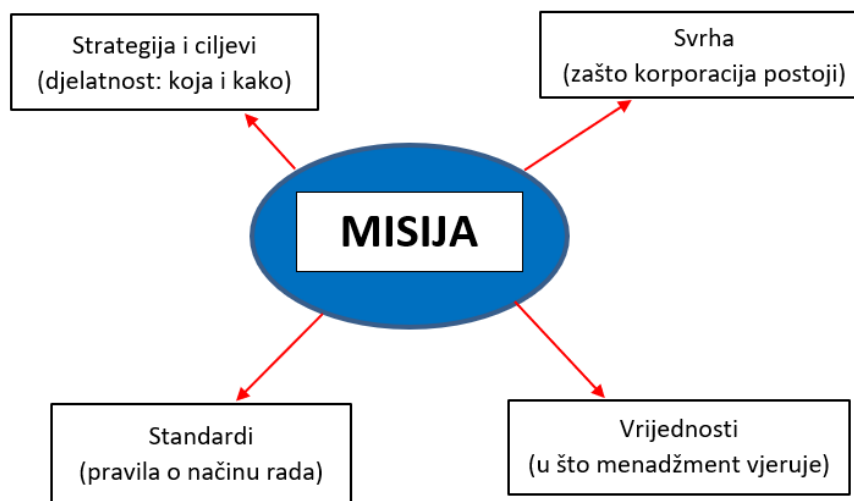 Strategija i ciljevi
(djelatnost: koja i kako)
Svrha
(zašto korporacija postoji)
MISIJA
Standardi
(pravila o načinu rada)
Vrijednosti
(u što menadžment vjeruje)